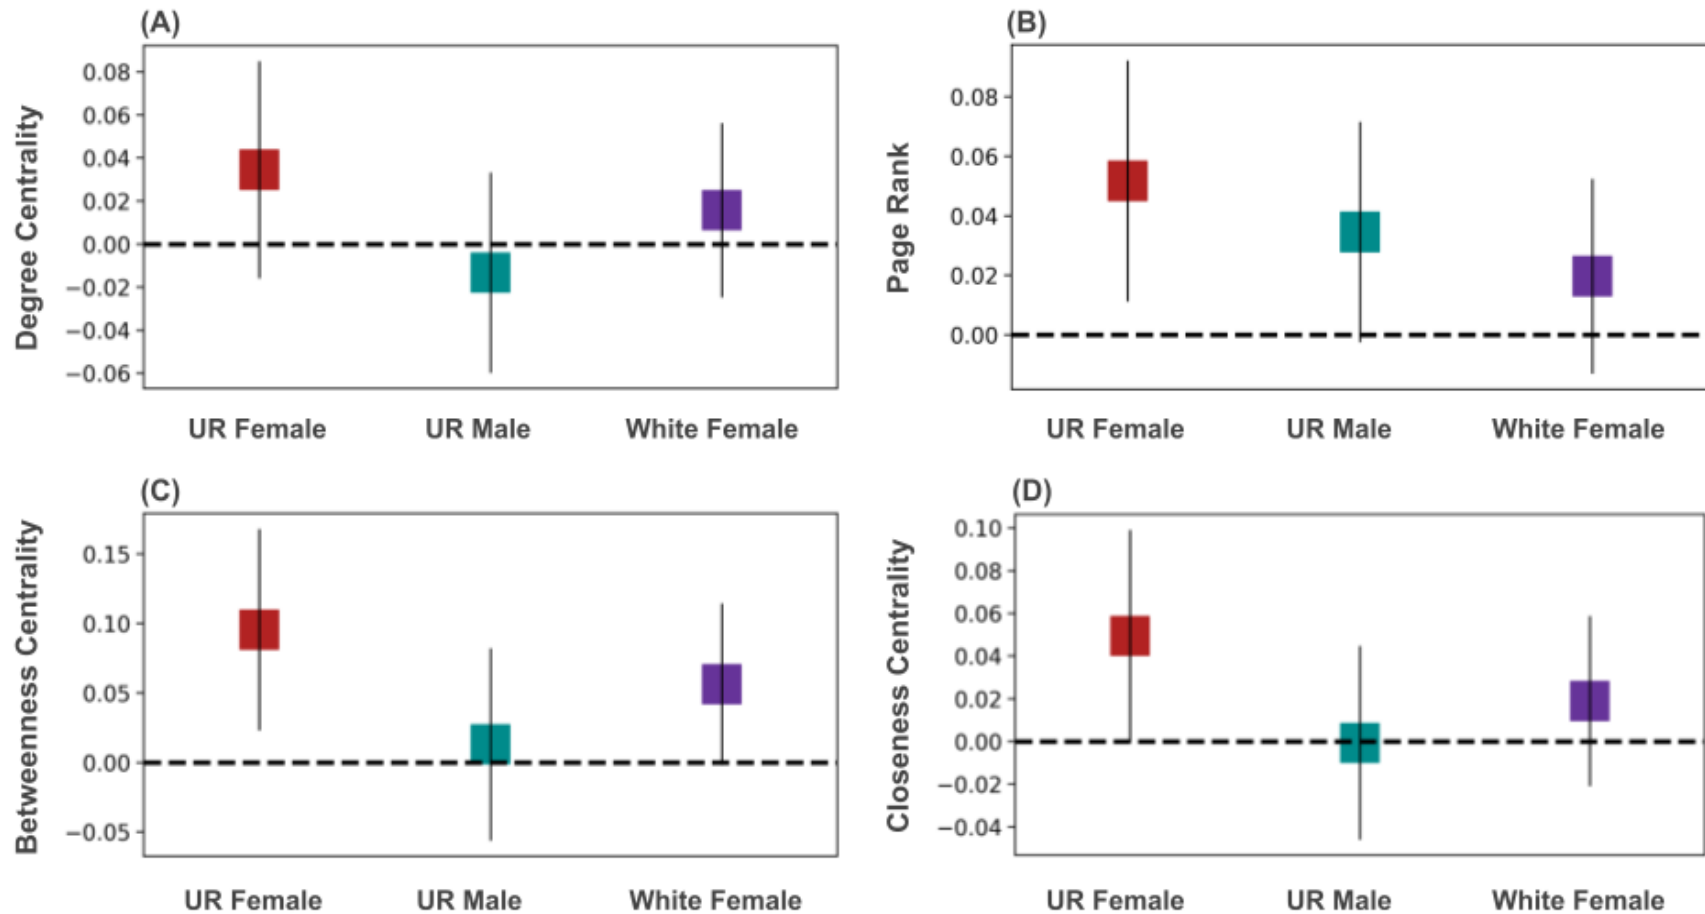 (A)
Degree Centrality
0.08
0.06
0.04
0.02
0.00
−0.02
−0.04
−0.06
UR Female UR Male White Female
(B)
Page Rank
0.08
0.06
0.04
0.02
0.00
UR Female UR Male White Female
(C)
Betweenness Centrality
0.15
0.10
0.05
0.00
−0.05
UR Female UR Male White Female
(D)
Closeness Centrality
0.10
0.08
0.06
0.04
0.02
0.00
−0.02
−0.04
UR Female UR Male White Female